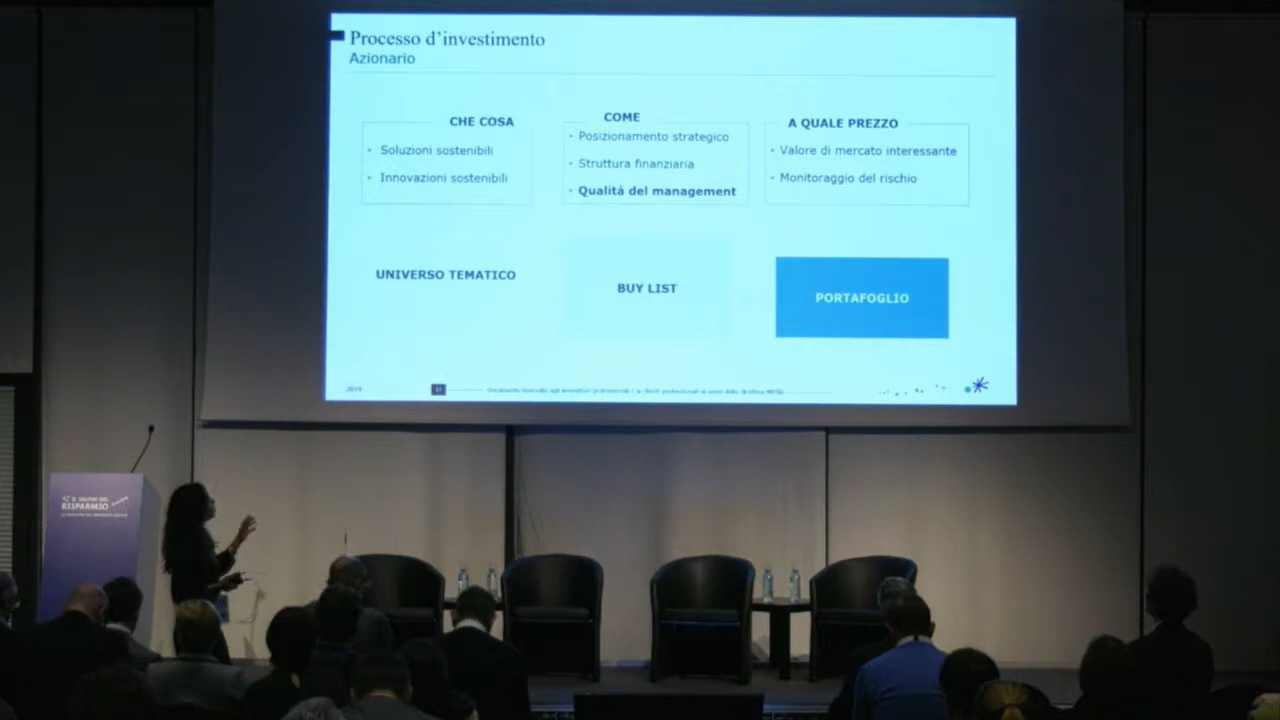 Processo d'investimento
Azionario
CHE COSA
• Soluzioni sostenibili
• Innovazioni sostenibili
COME
• Posizionamento strategico
• Struttura finanziaria
• Qualità del management
A QUALE PREZZO
• Valore di mercato interessante
• Monitoraggio del rischio
UNIVERSO TEMATICO
BUY LIST
PORTAFOGLIO
IL SALONE DEL
RISPARMIO